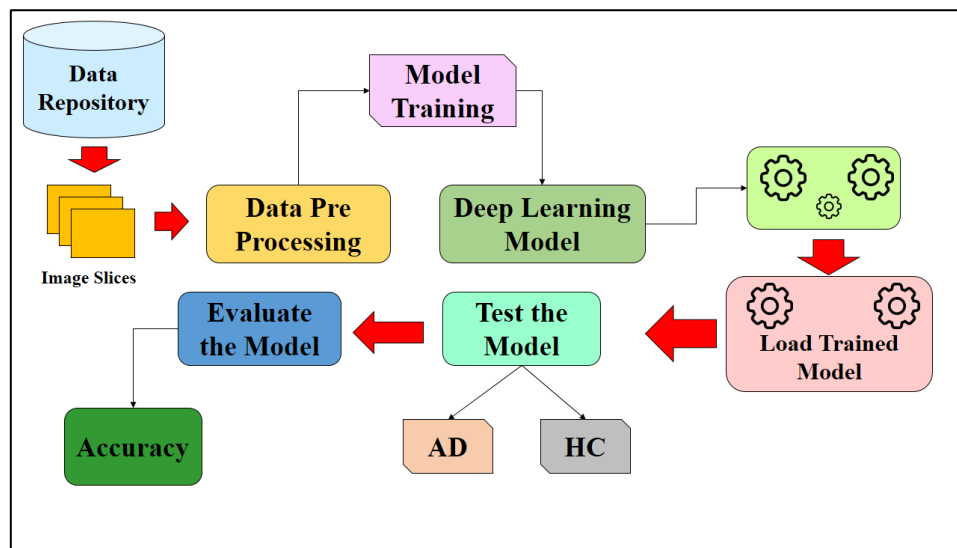 Data
Repository
Image Slices
Data Pre
Processing
Model
Training
Deep Learning
Model
Load Trained
Model
Test the
Model
AD
HC
Evaluate
the Model
Accuracy